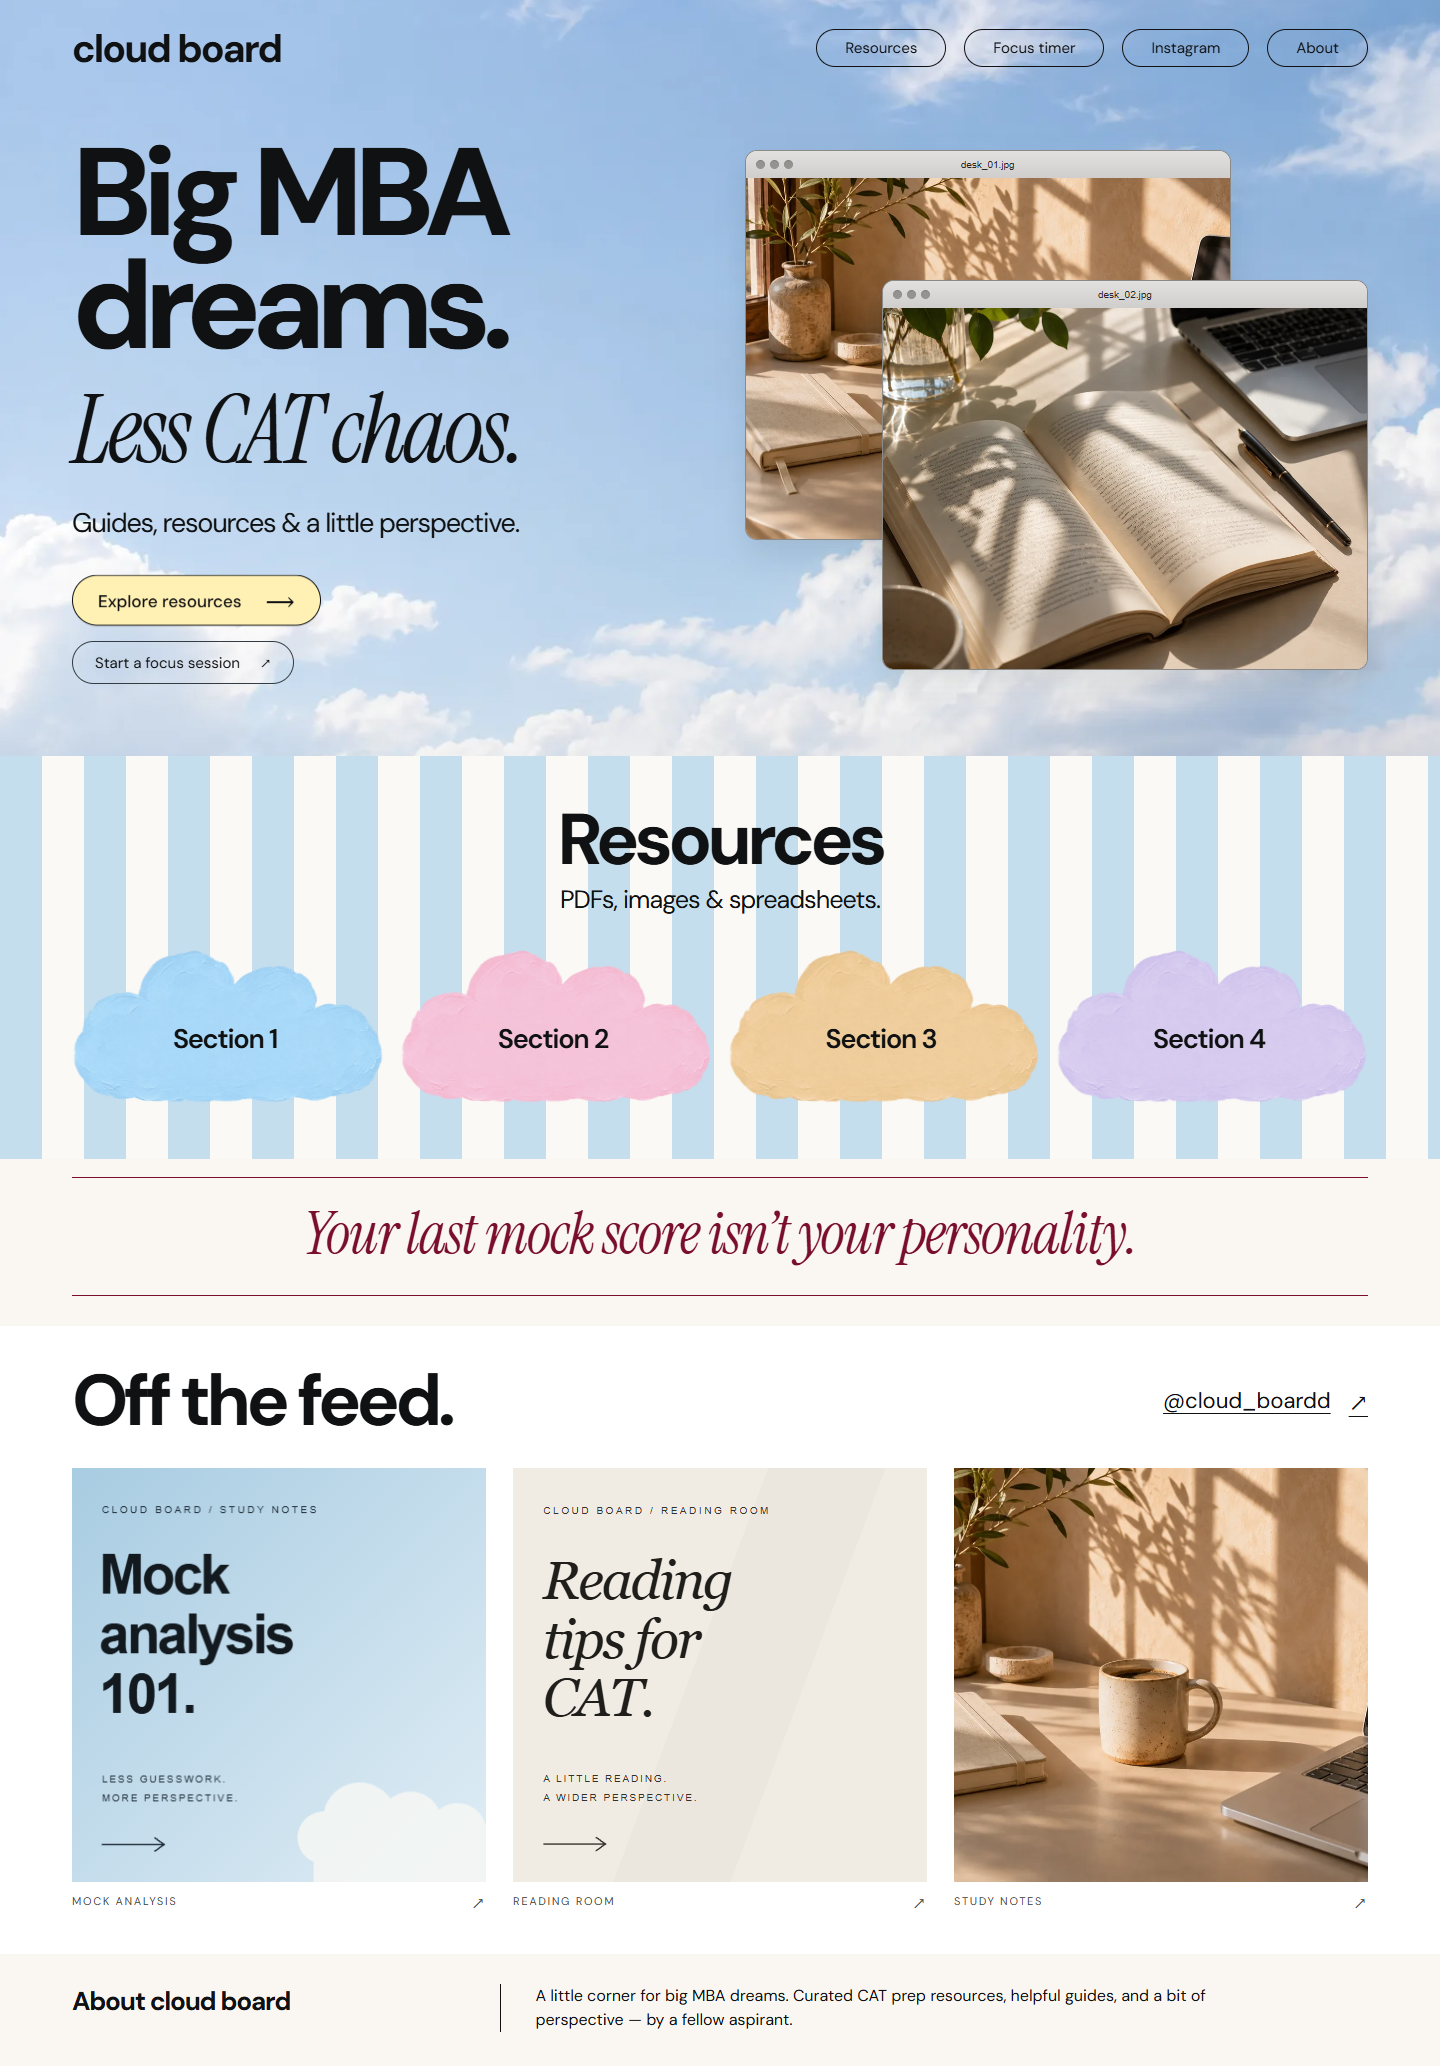 cloud board
Resources
Focus timer
Instagram
About
Big MBA
dreams.
Less CAT chaos.
Guides, resources & a little perspective.
Explore resources ⟶
Start a focus session ↗
desk_01.jpg
desk_02.jpg
Resources
PDFs, images & spreadsheets.
Section 1
Section 2
Section 3
Section 4
Your last mock score isn’t your personality.
Off the feed.
@cloud_boardd ↗
CLOUD BOARD / STUDY NOTES
Mock
analysis
101.
LESS GUESSWORK.
MORE PERSPECTIVE.
MOCK ANALYSIS ↗
CLOUD BOARD / READING ROOM
Reading
tips for
CAT.
A LITTLE READING.
A WIDER PERSPECTIVE.
READING ROOM ↗
STUDY NOTES ↗
About cloud board
A little corner for big MBA dreams. Curated CAT prep resources, helpful guides, and a bit of
perspective — by a fellow aspirant.